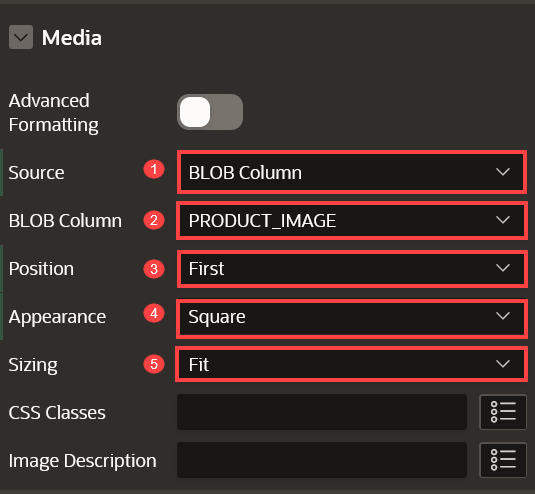 Media
Advanced
Formatting
Source 1 BLOB Column
BLOB Column 2 PRODUCT_IMAGE
Position 3 First
Appearance 4 Square
Sizing 5 Fit
CSS Classes
Image Description